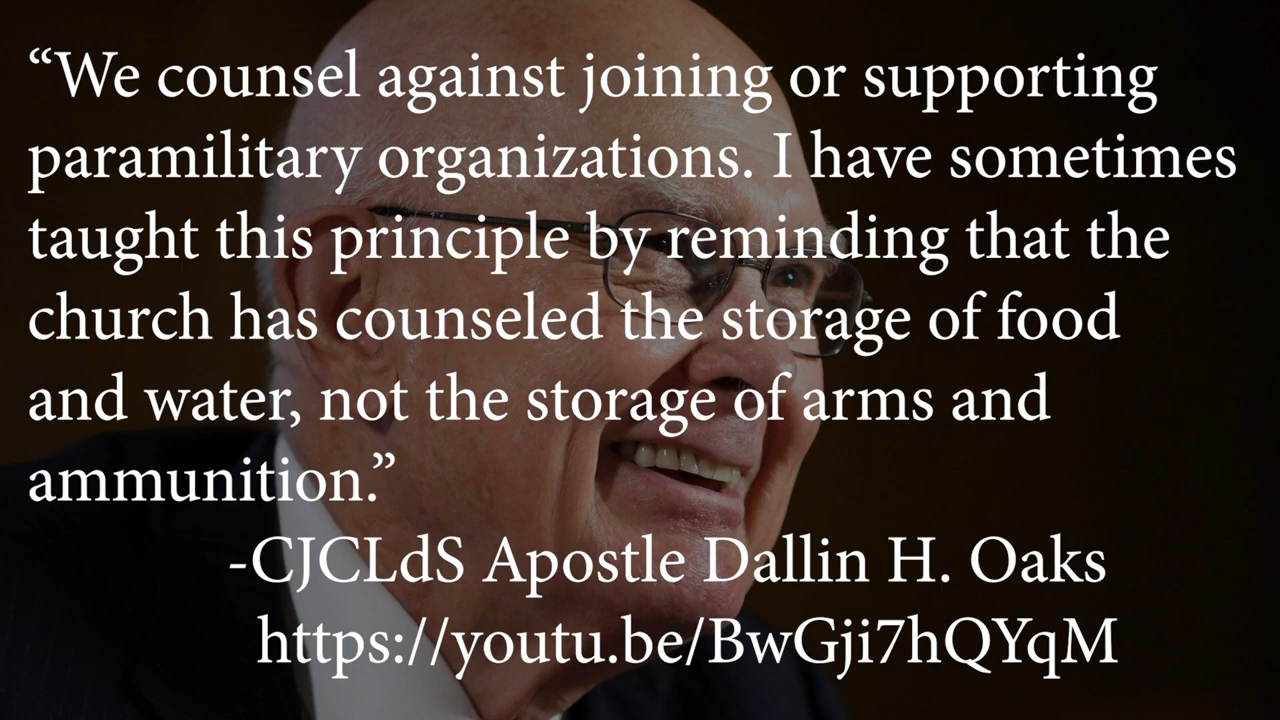 “We counsel against joining or supporting
paramilitary organizations. I have sometimes
taught this principle by reminding that the
church has counseled the storage of food
and water, not the storage of arms and
ammunition.”
-CJCLdS Apostle Dallin H. Oaks
https://youtu.be/BwGji7hQYqM